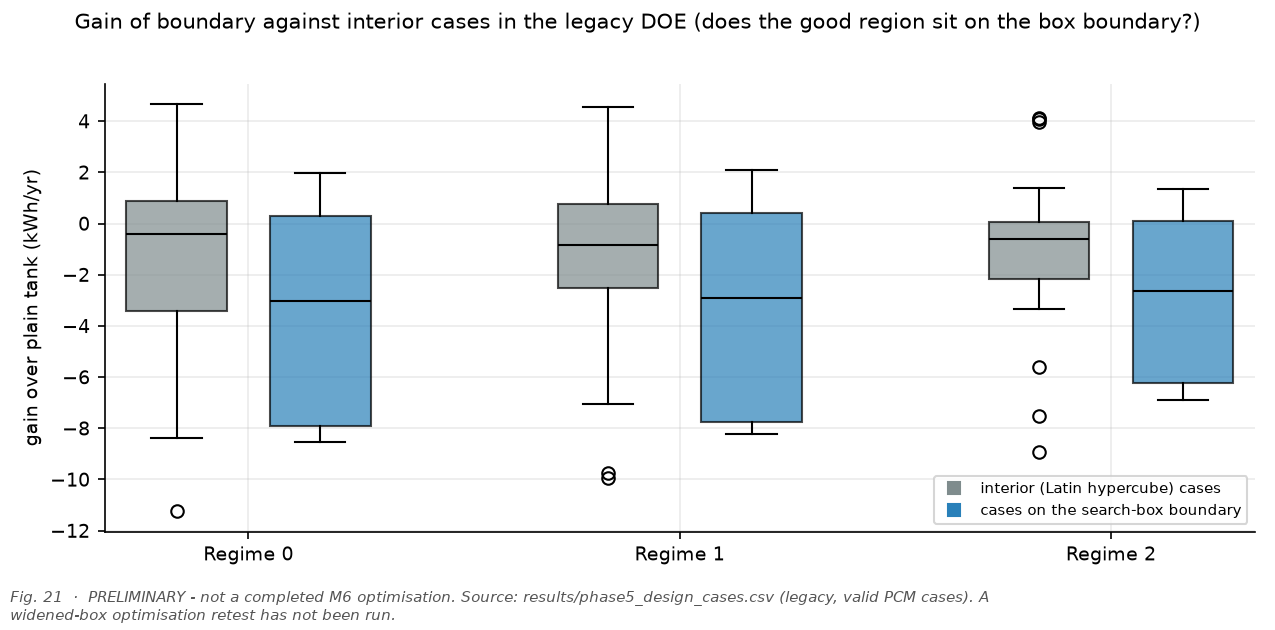 Gain of boundary against interior cases in the legacy DOE (does the good region sit on the box boundary?)
gain over plain tank (kWh/yr)
4
2
0
−2
−4
−6
−8
−10
−12
Regime 0
Regime 1
Regime 2
interior (Latin hypercube) cases
cases on the search-box boundary
Fig. 21 · PRELIMINARY - not a completed M6 optimisation. Source: results/phase5_design_cases.csv (legacy, valid PCM cases). A
widened-box optimisation retest has not been run.